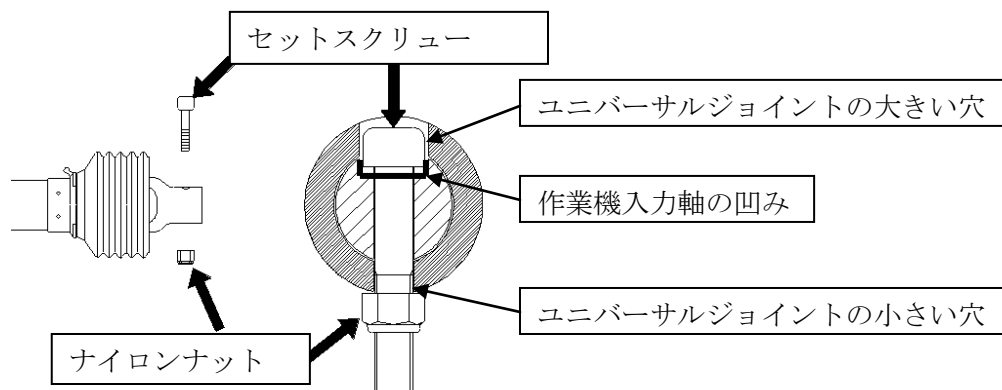 セットスクリュー
ユニバーサルジョイントの大きい穴
作業機入力軸の凹み
ユニバーサルジョイントの小さい穴
ナイロンナット